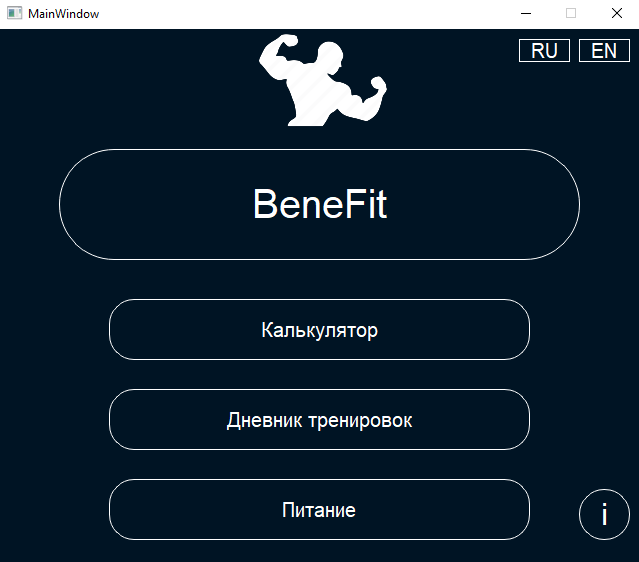 MainWindow
RU EN
BeneFit
Калькулятор
Дневник тренировок
Питание
i